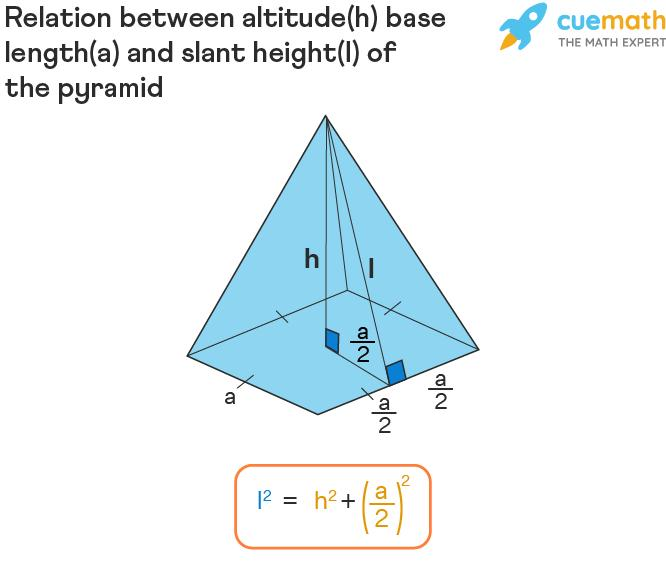 Relation between altitude(h) base
length(a) and slant height(l) of
the pyramid
cuemath
THE MATH EXPERT
h
l
a/2
a
a/2
a/2
l² = h² + (a/2)²